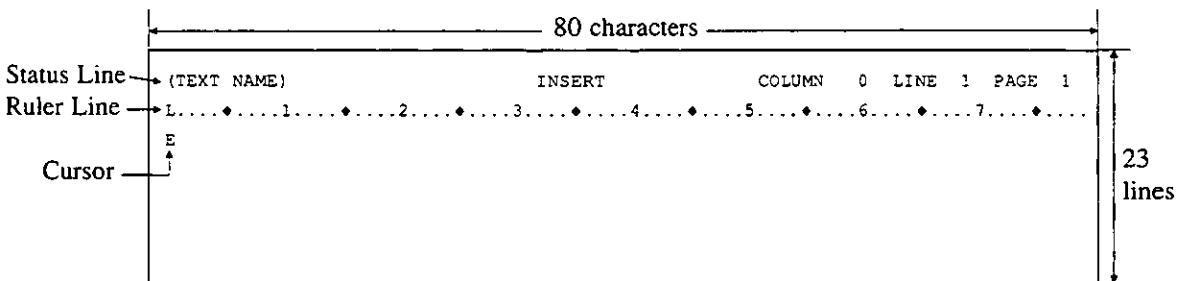 80 characters
Status Line (TEXT NAME) INSERT COLUMN 0 LINE 1 PAGE 1
Ruler Line L....♦....1....♦....2....♦....3....♦....4....♦....5....♦....6....♦....7....♦....
E
Cursor
23
lines